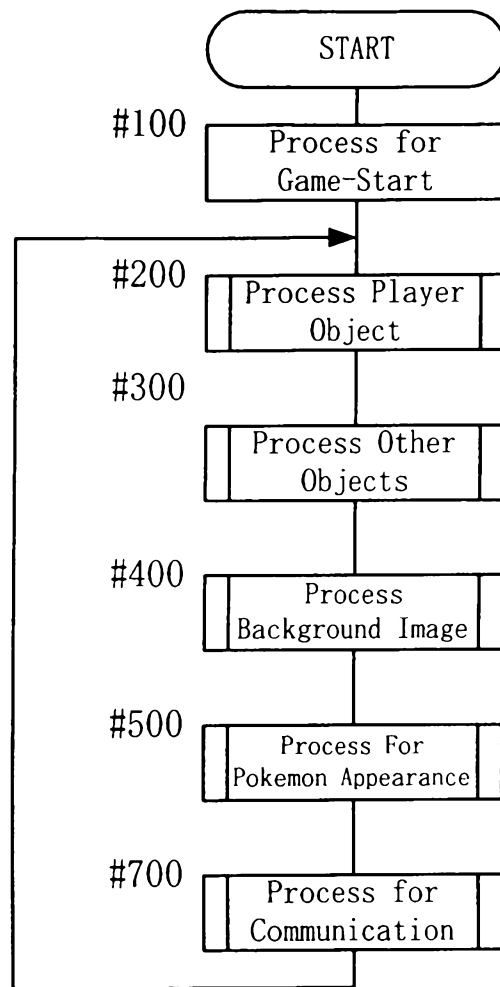 START
#100
Process for
Game-Start
#200
Process Player
Object
#300
Process Other
Objects
#400
Process
Background Image
#500
Process For
Pokemon Appearance
#700
Process for
Communication